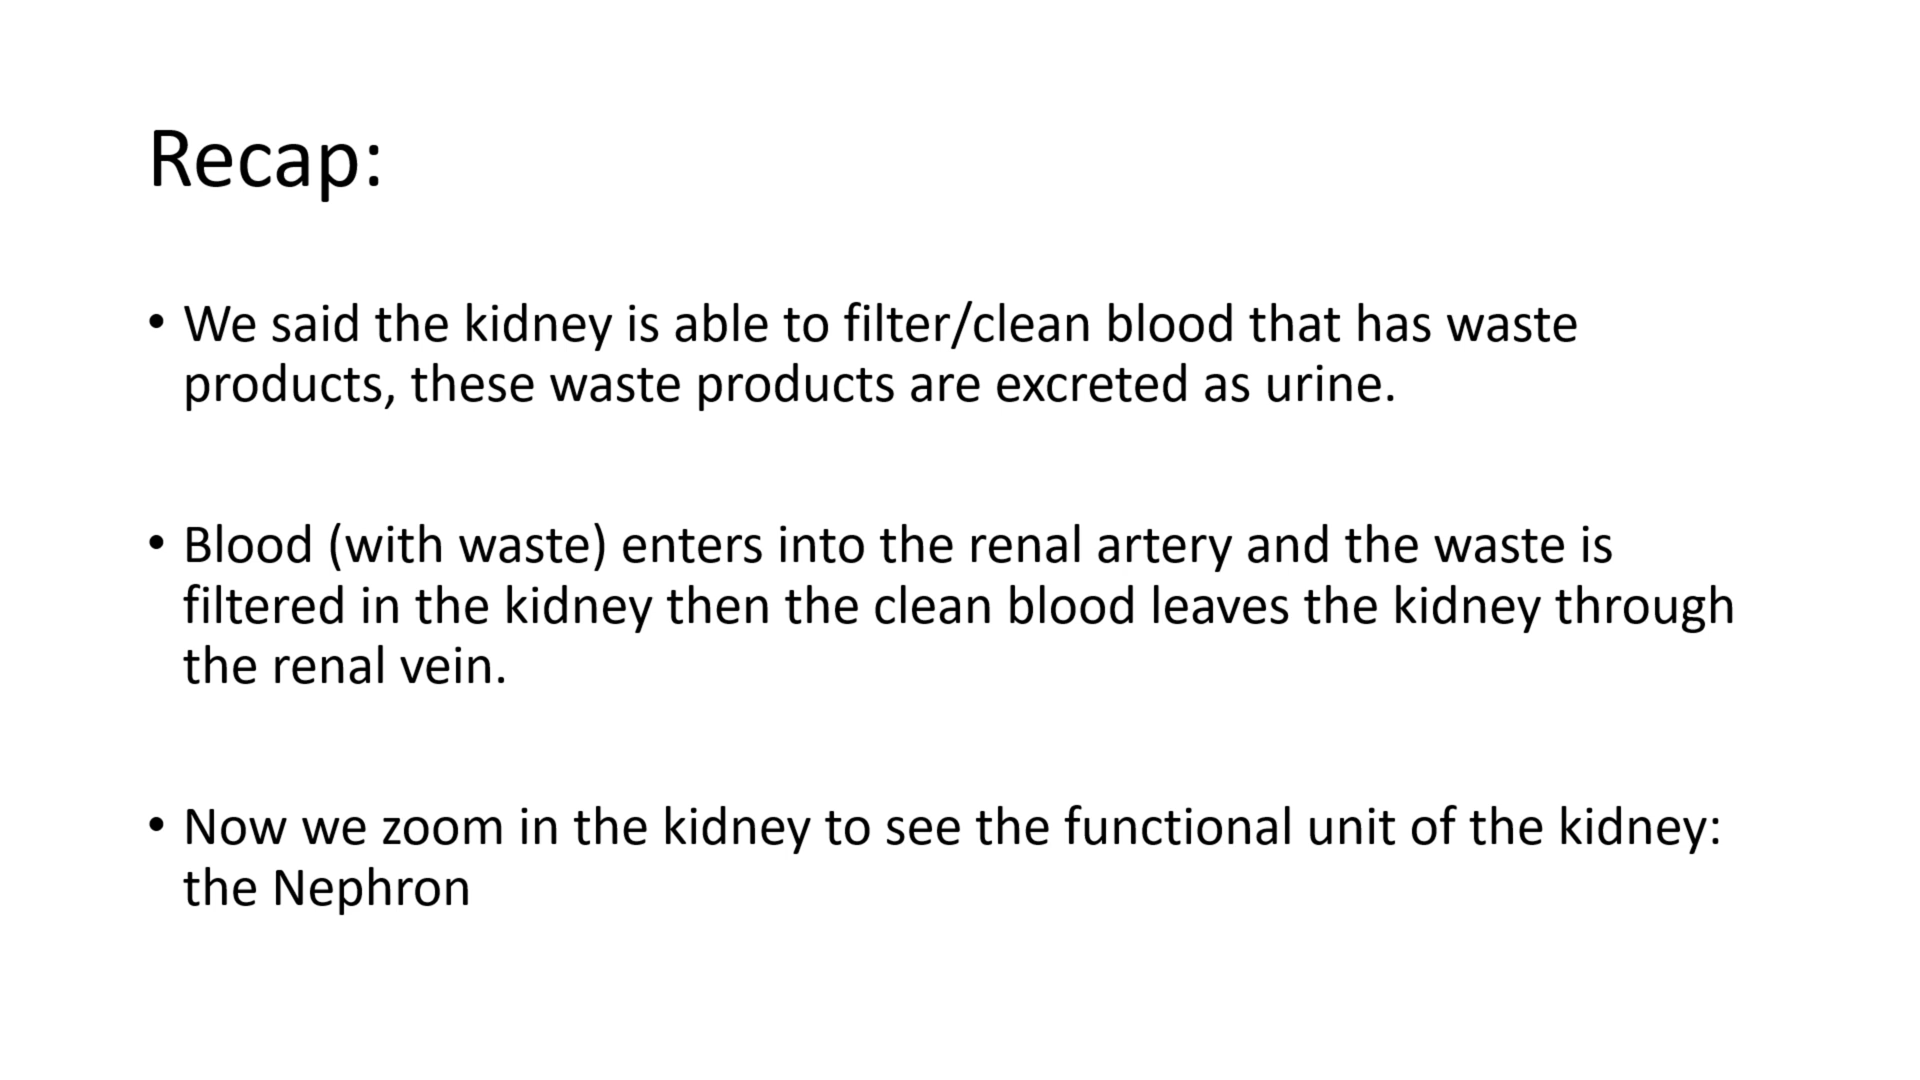 Recap:
• We said the kidney is able to filter/clean blood that has waste
products, these waste products are excreted as urine.
• Blood (with waste) enters into the renal artery and the waste is
filtered in the kidney then the clean blood leaves the kidney through
the renal vein.
• Now we zoom in the kidney to see the functional unit of the kidney:
the Nephron